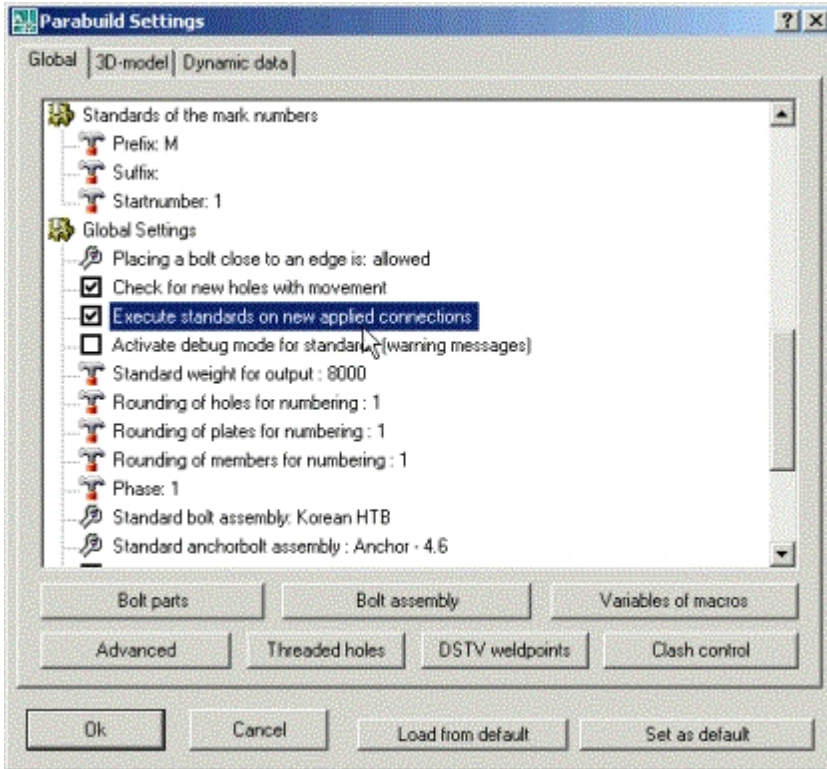 Parabuild Settings
Global 3D-model Dynamic data
Standards of the mark numbers
Prefix: M
Suffix:
Startnumber: 1
Global Settings
Placing a bolt close to an edge is: allowed
Check for new holes with movement
Execute standards on new applied connections
Activate debug mode for standards (warning messages)
Standard weight for output : 8000
Rounding of holes for numbering : 1
Rounding of plates for numbering : 1
Rounding of members for numbering : 1
Phase: 1
Standard bolt assembly: Korean HTB
Standard anchorbolt assembly : Anchor - 4.6
Bolt parts Bolt assembly Variables of macros
Advanced Threaded holes DSTV weldpoints Clash control
Ok Cancel Load from default Set as default